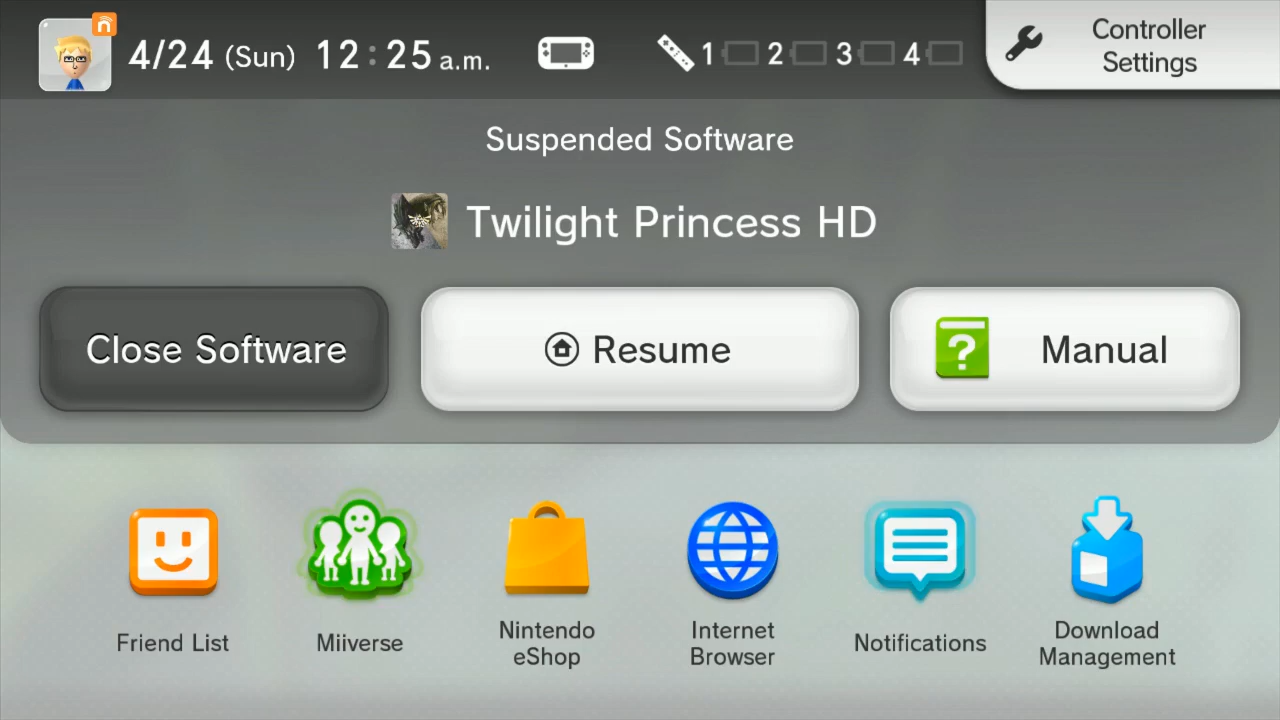 4/24 (Sun) 12:25 a.m. 1 2 3 4
Controller
Settings
Suspended Software
Twilight Princess HD
Close Software
Resume
? Manual
Friend List
Miiverse
Nintendo
eShop
Internet
Browser
Notifications
Download
Management